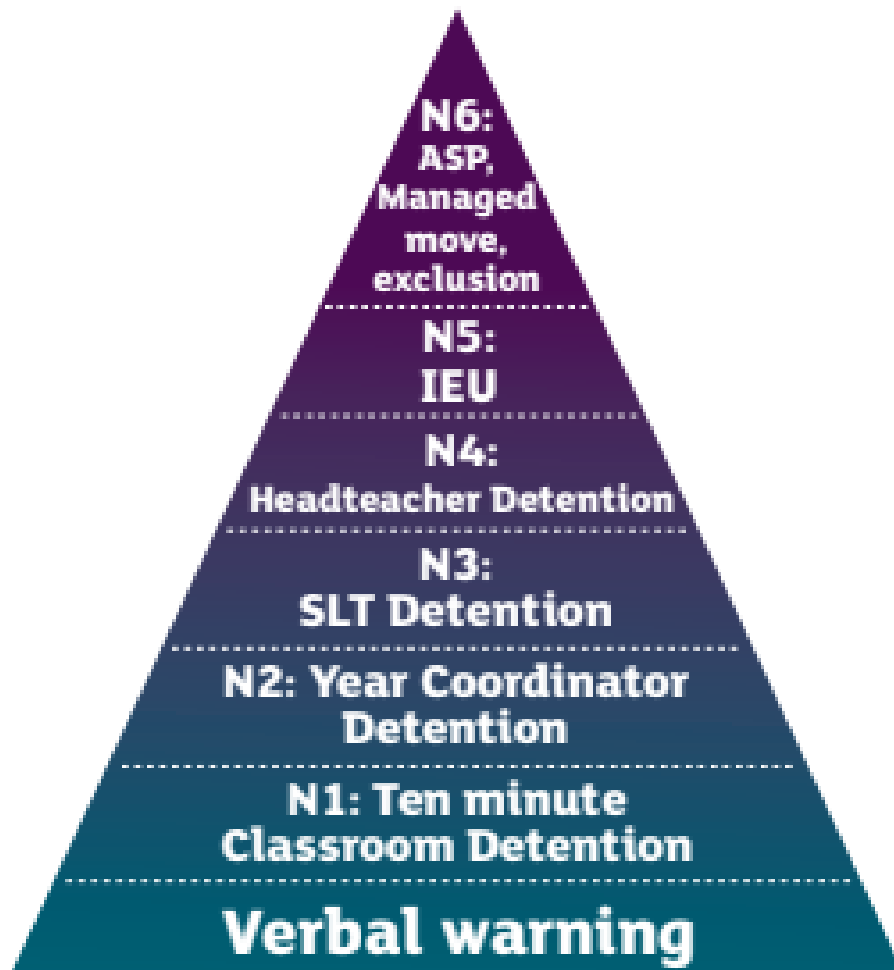 N6:
ASP,
Managed
move,
exclusion
N5:
IEU
N4:
Headteacher Detention
N3:
SLT Detention
N2: Year Coordinator
Detention
N1: Ten minute
Classroom Detention
Verbal warning